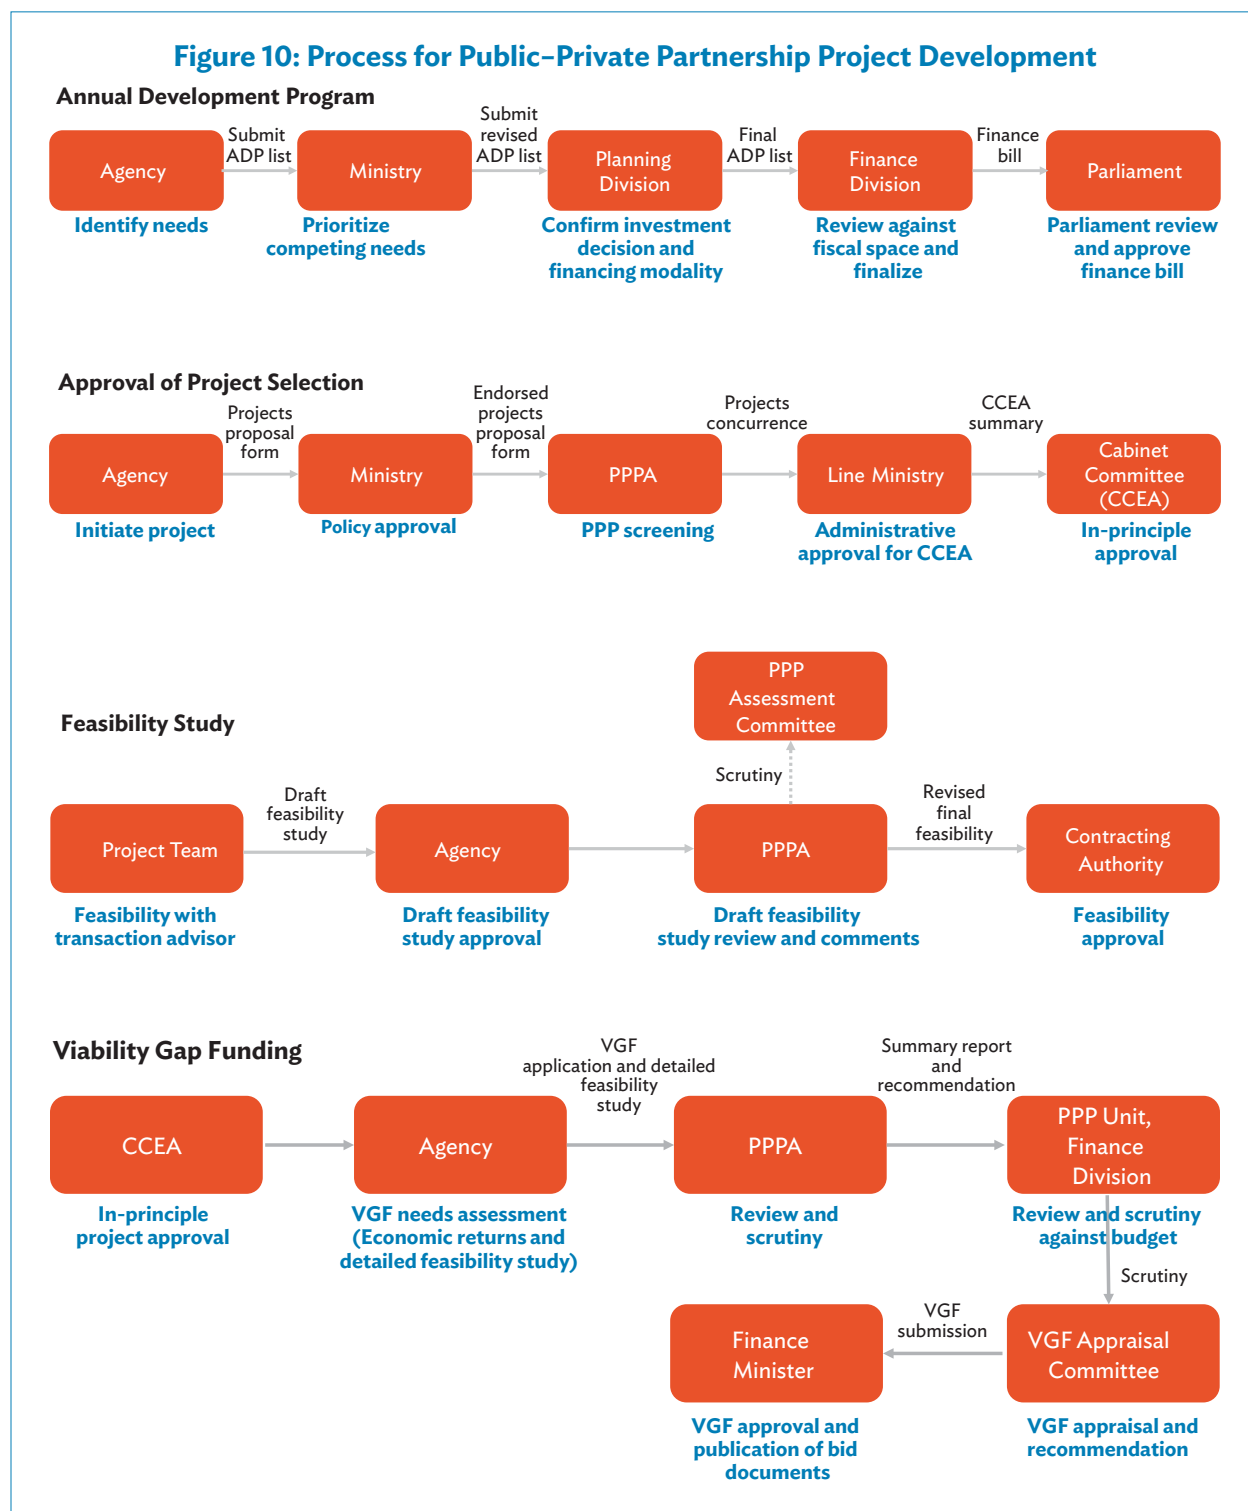 Figure 10: Process for Public–Private Partnership Project Development
Annual Development Program
Agency
Identify needs
Submit
ADP list
Ministry
Prioritize
competing needs
Submit
revised
ADP list
Planning
Division
Confirm investment
decision and
financing modality
Final
ADP list
Finance
Division
Review against
fiscal space and
finalize
Finance
bill
Parliament
Parliament review
and approve
finance bill
Approval of Project Selection
Agency
Initiate project
Projects
proposal
form
Ministry
Policy approval
Endorsed
projects
proposal
form
PPPA
PPP screening
Projects
concurrence
Line Ministry
Administrative
approval for CCEA
CCEA
summary
Cabinet
Committee
(CCEA)
In-principle
approval
Feasibility Study
Project Team
Feasibility with
transaction advisor
Draft
feasibility
study
Agency
Draft feasibility
study approval
PPP
Assessment
Committee
Scrutiny
PPPA
Draft feasibility
study review and comments
Revised
final
feasibility
Contracting
Authority
Feasibility
approval
Viability Gap Funding
CCEA
In-principle
project approval
Agency
VGF needs assessment
(Economic returns and
detailed feasibility study)
VGF
application and detailed
feasibility
study
PPPA
Review and
scrutiny
Summary report
and
recommendation
PPP Unit,
Finance
Division
Review and scrutiny
against budget
Scrutiny
VGF Appraisal
Committee
VGF appraisal and
recommendation
VGF
submission
Finance
Minister
VGF approval and
publication of bid
documents